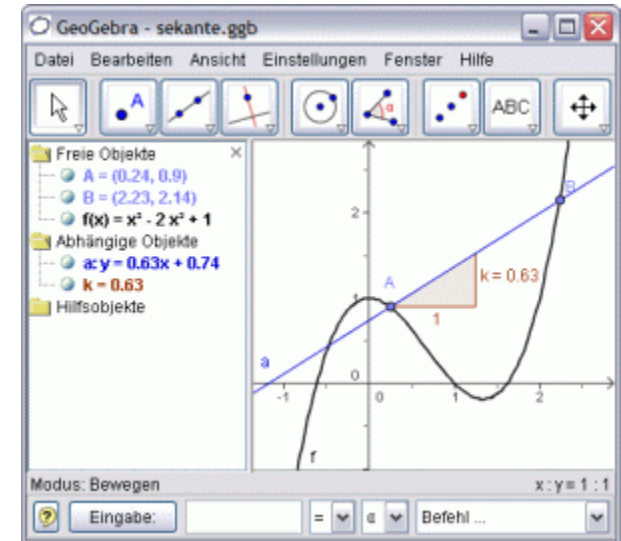 GeoGebra - sekante.ggb
Datei Bearbeiten Ansicht Einstellungen Fenster Hilfe
A α ABC
Freie Objekte
A = (0.24, 0.9)
B = (2.23, 2.14)
f(x) = x³ - 2 x² + 1
Abhängige Objekte
a: y = 0.63x + 0.74
k = 0.63
Hilfsobjekte
B
2
A
k = 0.63
1
1
a
0
-1 0 1 2
f
Modus: Bewegen x : y = 1 : 1
? Eingabe: = α Befehl ...